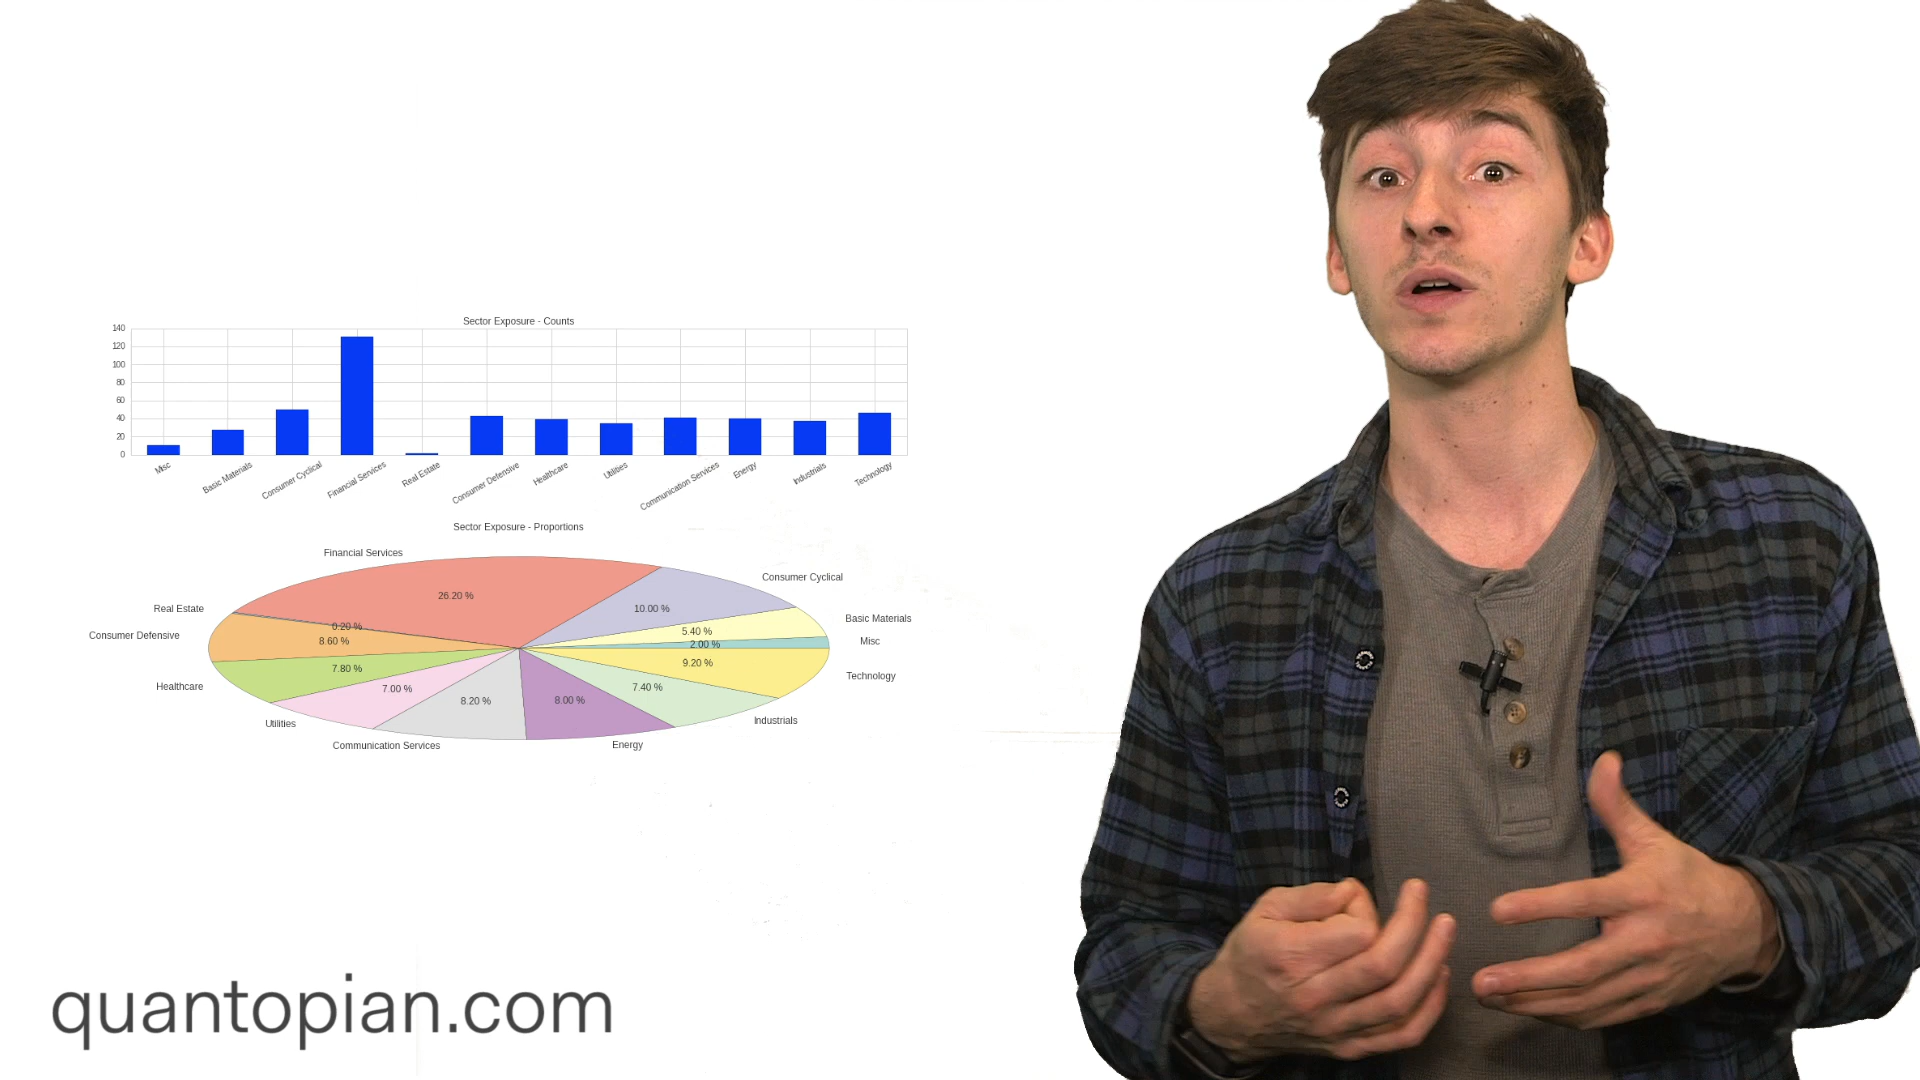 Sector Exposure - Counts
140
120
100
80
60
40
20
0
Misc
Basic Materials
Consumer Cyclical
Financial Services
Real Estate
Consumer Defensive
Healthcare
Utilities
Communication Services
Energy
Industrials
Technology
Sector Exposure - Proportions
Financial Services
Consumer Cyclical
26.20 %
10.00 %
Real Estate
Basic Materials
0.20 %
5.40 %
Consumer Defensive
8.60 %
2.00 %
Misc
7.80 %
9.20 %
Technology
Healthcare
7.00 %
7.40 %
8.20 %
8.00 %
Utilities
Industrials
Communication Services
Energy
quantopian.com